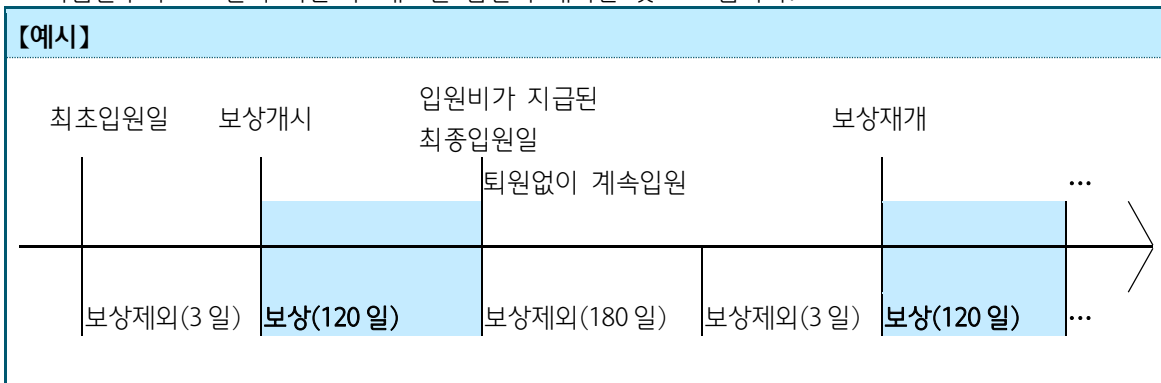 【예시】
최초입원일 보상개시 입원비가 지급된 최종입원일 보상재개
퇴원없이 계속입원 ...
보상제외(3 일) 보상(120 일) 보상제외(180 일) 보상제외(3 일) 보상(120 일) ...